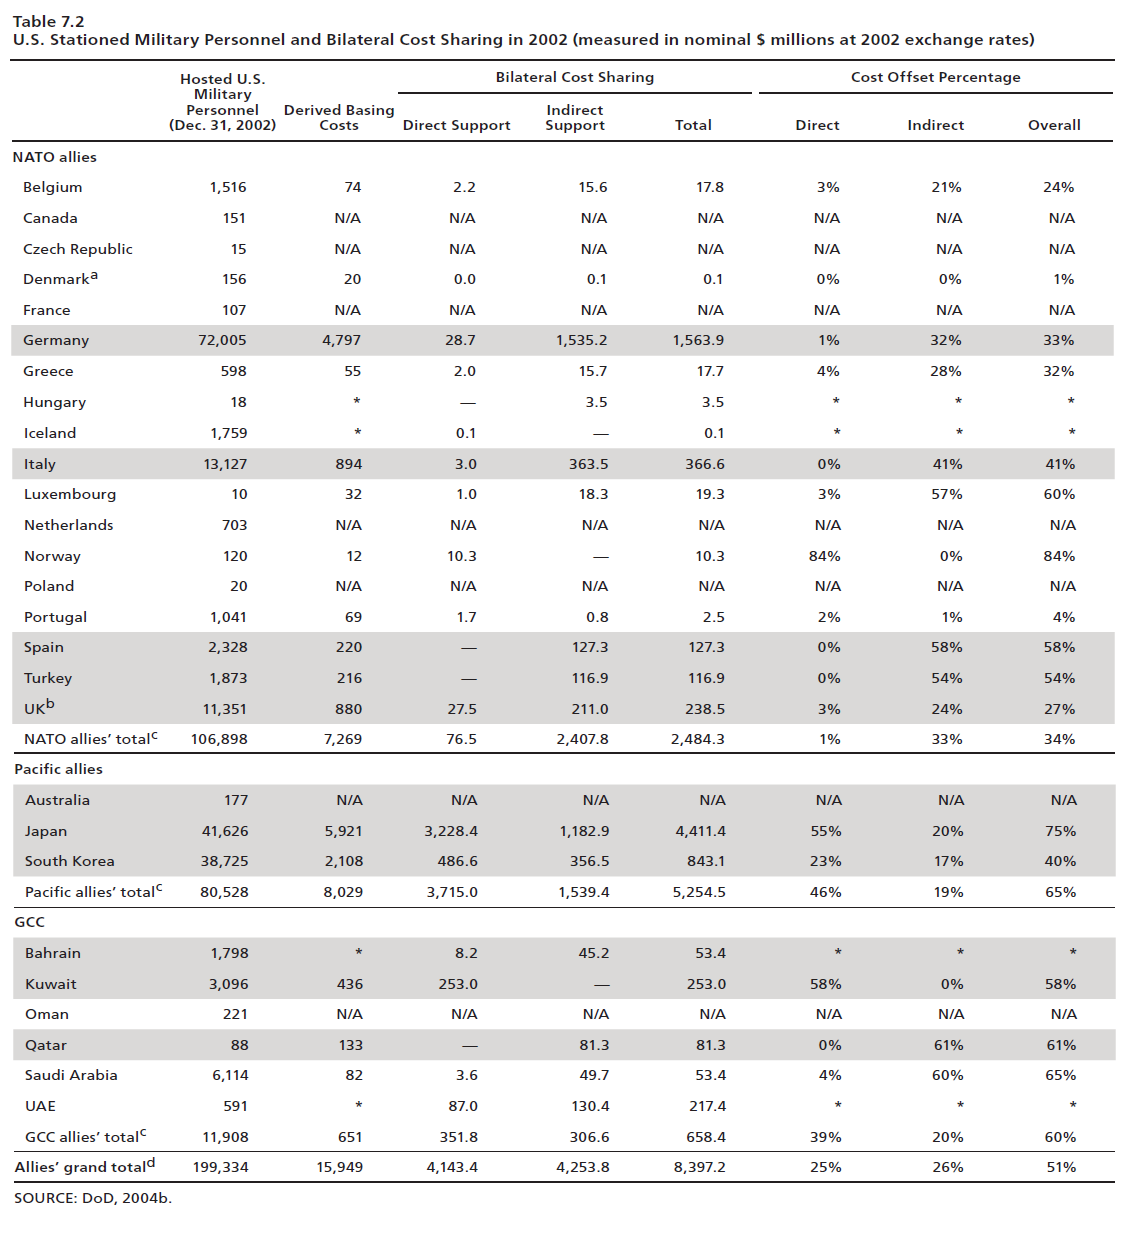 Table 7.2
U.S. Stationed Military Personnel and Bilateral Cost Sharing in 2002 (measured in nominal $ millions at 2002 exchange rates)
Hosted U.S. Military Personnel (Dec. 31, 2002) Derived Basing Costs Bilateral Cost Sharing Cost Offset Percentage
Direct Support Indirect Support Total Direct Indirect Overall
NATO allies
Belgium 1,516 74 2.2 15.6 17.8 3% 21% 24%
Canada 151 N/A N/A N/A N/A N/A N/A N/A
Czech Republic 15 N/A N/A N/A N/A N/A N/A N/A
Denmarka 156 20 0.0 0.1 0.1 0% 0% 1%
France 107 N/A N/A N/A N/A N/A N/A N/A
Germany 72,005 4,797 28.7 1,535.2 1,563.9 1% 32% 33%
Greece 598 55 2.0 15.7 17.7 4% 28% 32%
Hungary 18 * — 3.5 3.5 * * *
Iceland 1,759 * 0.1 — 0.1 * * *
Italy 13,127 894 3.0 363.5 366.6 0% 41% 41%
Luxembourg 10 32 1.0 18.3 19.3 3% 57% 60%
Netherlands 703 N/A N/A N/A N/A N/A N/A N/A
Norway 120 12 10.3 — 10.3 84% 0% 84%
Poland 20 N/A N/A N/A N/A N/A N/A N/A
Portugal 1,041 69 1.7 0.8 2.5 2% 1% 4%
Spain 2,328 220 — 127.3 127.3 0% 58% 58%
Turkey 1,873 216 — 116.9 116.9 0% 54% 54%
UKb 11,351 880 27.5 211.0 238.5 3% 24% 27%
NATO allies’ totalc 106,898 7,269 76.5 2,407.8 2,484.3 1% 33% 34%
Pacific allies
Australia 177 N/A N/A N/A N/A N/A N/A N/A
Japan 41,626 5,921 3,228.4 1,182.9 4,411.4 55% 20% 75%
South Korea 38,725 2,108 486.6 356.5 843.1 23% 17% 40%
Pacific allies’ totalc 80,528 8,029 3,715.0 1,539.4 5,254.5 46% 19% 65%
GCC
Bahrain 1,798 * 8.2 45.2 53.4 * * *
Kuwait 3,096 436 253.0 — 253.0 58% 0% 58%
Oman 221 N/A N/A N/A N/A N/A N/A N/A
Qatar 88 133 — 81.3 81.3 0% 61% 61%
Saudi Arabia 6,114 82 3.6 49.7 53.4 4% 60% 65%
UAE 591 * 87.0 130.4 217.4 * * *
GCC allies’ totalc 11,908 651 351.8 306.6 658.4 39% 20% 60%
Allies’ grand totald 199,334 15,949 4,143.4 4,253.8 8,397.2 25% 26% 51%
SOURCE: DoD, 2004b.